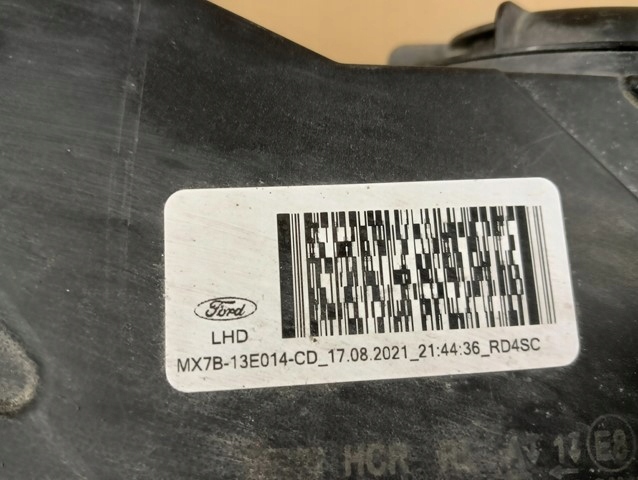 Ford
LHD
MX7B-13E014-CD_17.08.2021_21:44:36_RD4SC
HCR
E8